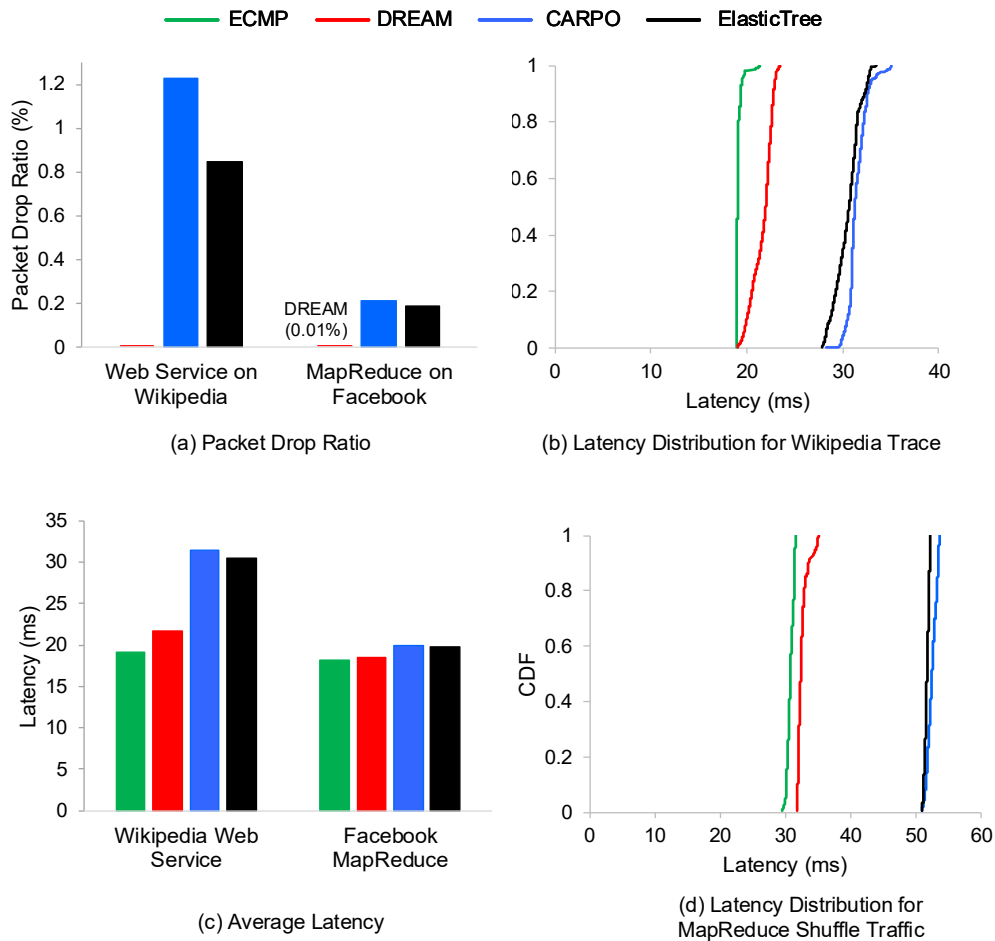 ECMP DREAM CARPO ElasticTree
Packet Drop Ratio (%)
1.2
1
0.8
0.6
0.4
0.2
0
DREAM
(0.01%)
Web Service on
Wikipedia
MapReduce on
Facebook
(a) Packet Drop Ratio
1
0.8
0.6
0.4
0.2
0
0 10 20 30 40
Latency (ms)
(b) Latency Distribution for Wikipedia Trace
Latency (ms)
35
30
25
20
15
10
5
0
Wikipedia Web
Service
Facebook
MapReduce
(c) Average Latency
CDF
1
0.8
0.6
0.4
0.2
0
0 10 20 30 40 50 60
Latency (ms)
(d) Latency Distribution for
MapReduce Shuffle Traffic